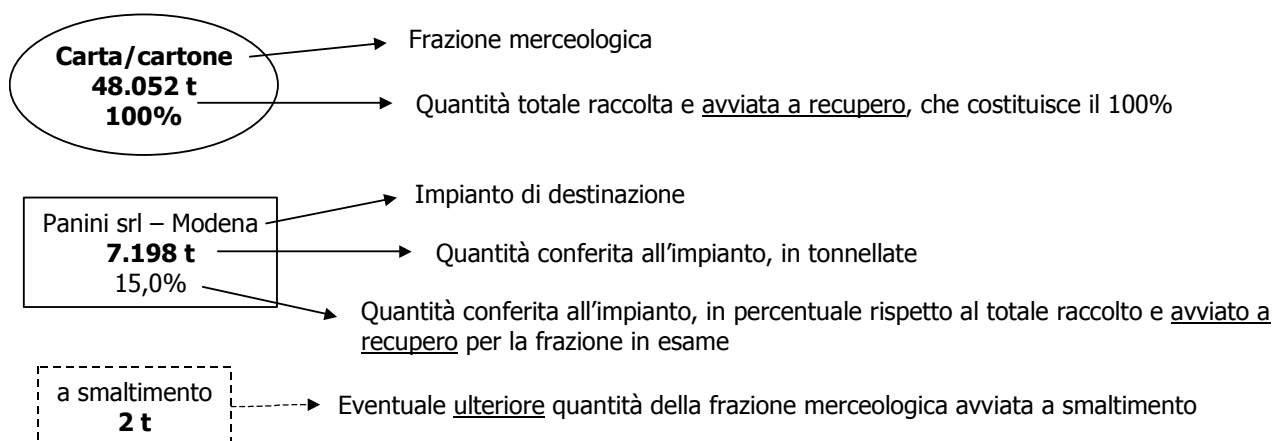 Carta/cartone
48.052 t
100%
Frazione merceologica
Quantità totale raccolta e avviata a recupero, che costituisce il 100%
Panini srl – Modena
7.198 t
15,0%
Impianto di destinazione
Quantità conferita all'impianto, in tonnellate
Quantità conferita all'impianto, in percentuale rispetto al totale raccolto e avviato a
recupero per la frazione in esame
a smaltimento
2 t
Eventuale ulteriore quantità della frazione merceologica avviata a smaltimento